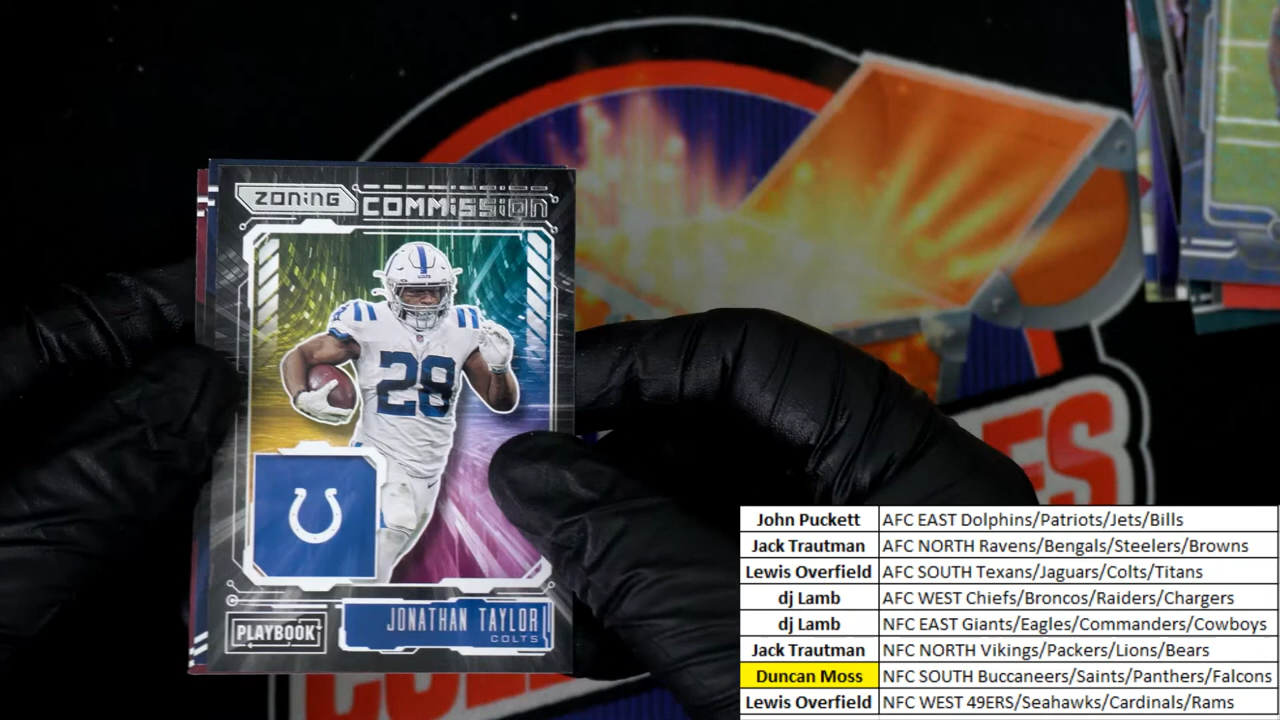 ZONING COMMISSION
28
JONATHAN TAYLOR
COLTS
PLAYBOOK
ES
John Puckett AFC EAST Dolphins/Patriots/Jets/Bills
Jack Trautman AFC NORTH Ravens/Bengals/Steelers/Browns
Lewis Overfield AFC SOUTH Texans/Jaguars/Colts/Titans
dj Lamb AFC WEST Chiefs/Broncos/Raiders/Chargers
dj Lamb NFC EAST Giants/Eagles/Commanders/Cowboys
Jack Trautman NFC NORTH Vikings/Packers/Lions/Bears
Duncan Moss NFC SOUTH Buccaneers/Saints/Panthers/Falcons
Lewis Overfield NFC WEST 49ERS/Seahawks/Cardinals/Rams